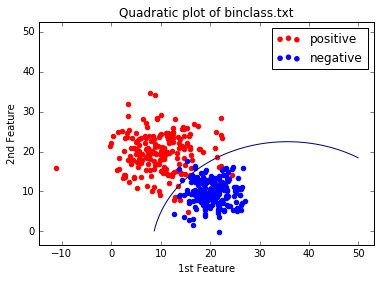 Quadratic plot of binclass.txt
positive
negative
2nd Feature
50
40
30
20
10
0
−10
0
10
20
30
40
50
1st Feature